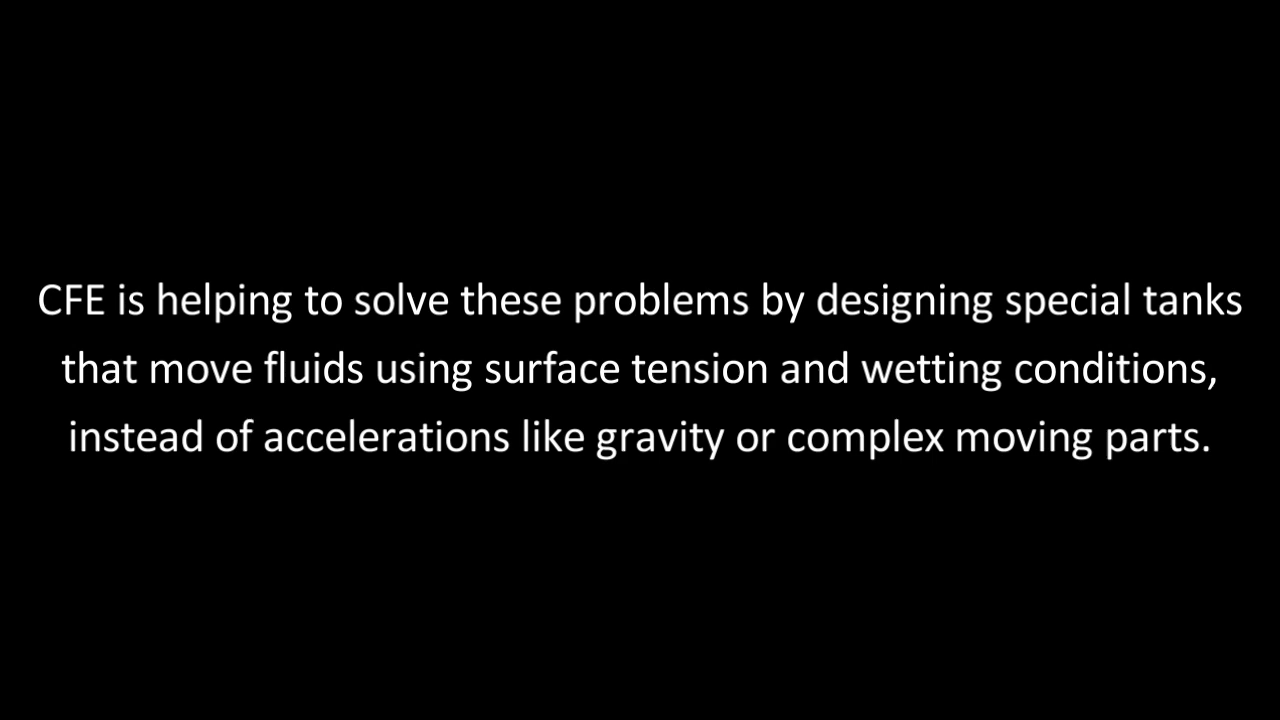 CFE is helping to solve these problems by designing special tanks
that move fluids using surface tension and wetting conditions,
instead of accelerations like gravity or complex moving parts.